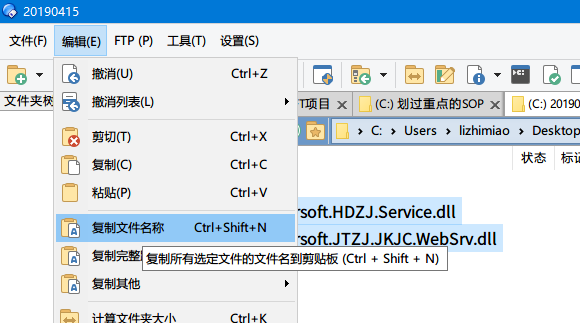 20190415
文件(F) 编辑(E) FTP (P) 工具(T) 设置(S)
撤消(U) Ctrl+Z
文件夹树
撤消列表(L)
T项目
(C:) 划过重点的SOP
(C:) 2019
C: Users lizhimiao Desktop
剪切(T) Ctrl+X
复制(C) Ctrl+C
状态 标记
粘贴(P) Ctrl+V
复制文件名称 Ctrl+Shift+N
rsoft.HDZJ.Service.dll
复制完整
rsoft.JTZJ.JKJC.WebSrv.dll
复制所有选定文件的文件名到剪贴板 (Ctrl + Shift + N)
复制其他
计算文件夹大小 Ctrl+K